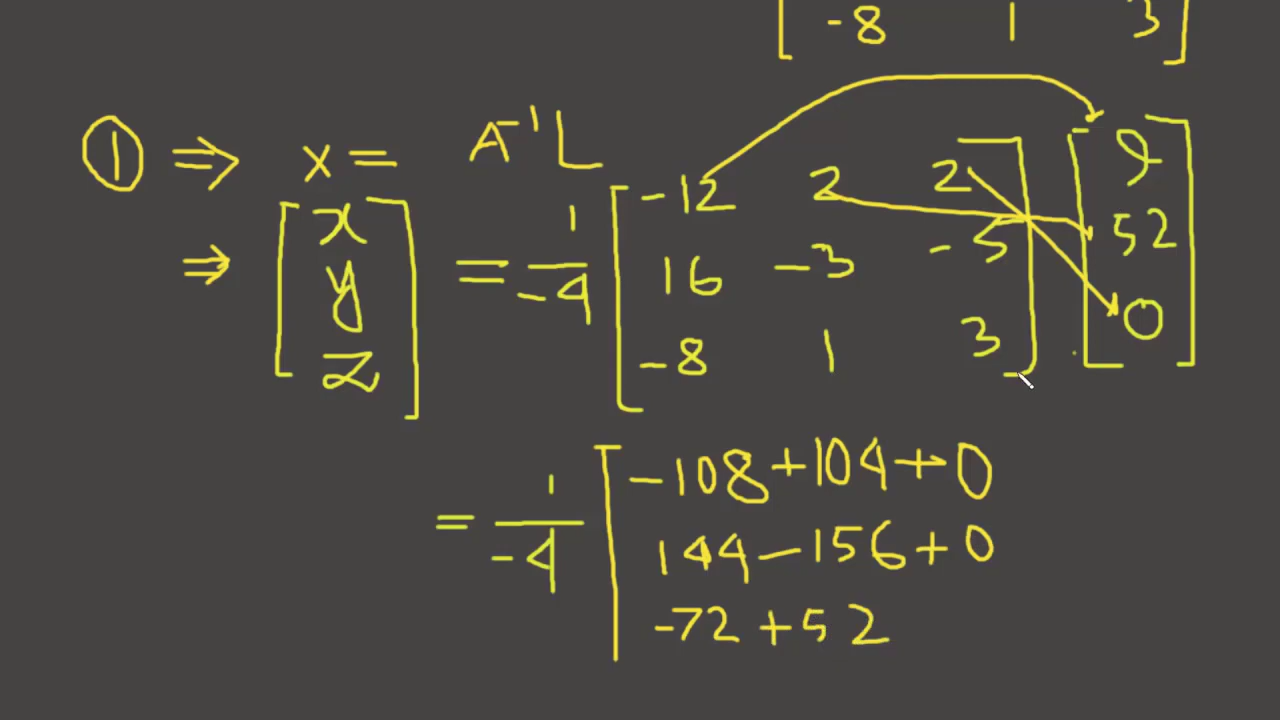 -8 1 3
① ⇒ x = A⁻¹L
⇒ [x y z] = 1/-4 [-12 2 2 [9
16 -3 -5 52
-8 1 3] 0]
= 1/-4 [-108+104+0
144-156+0
-72+52